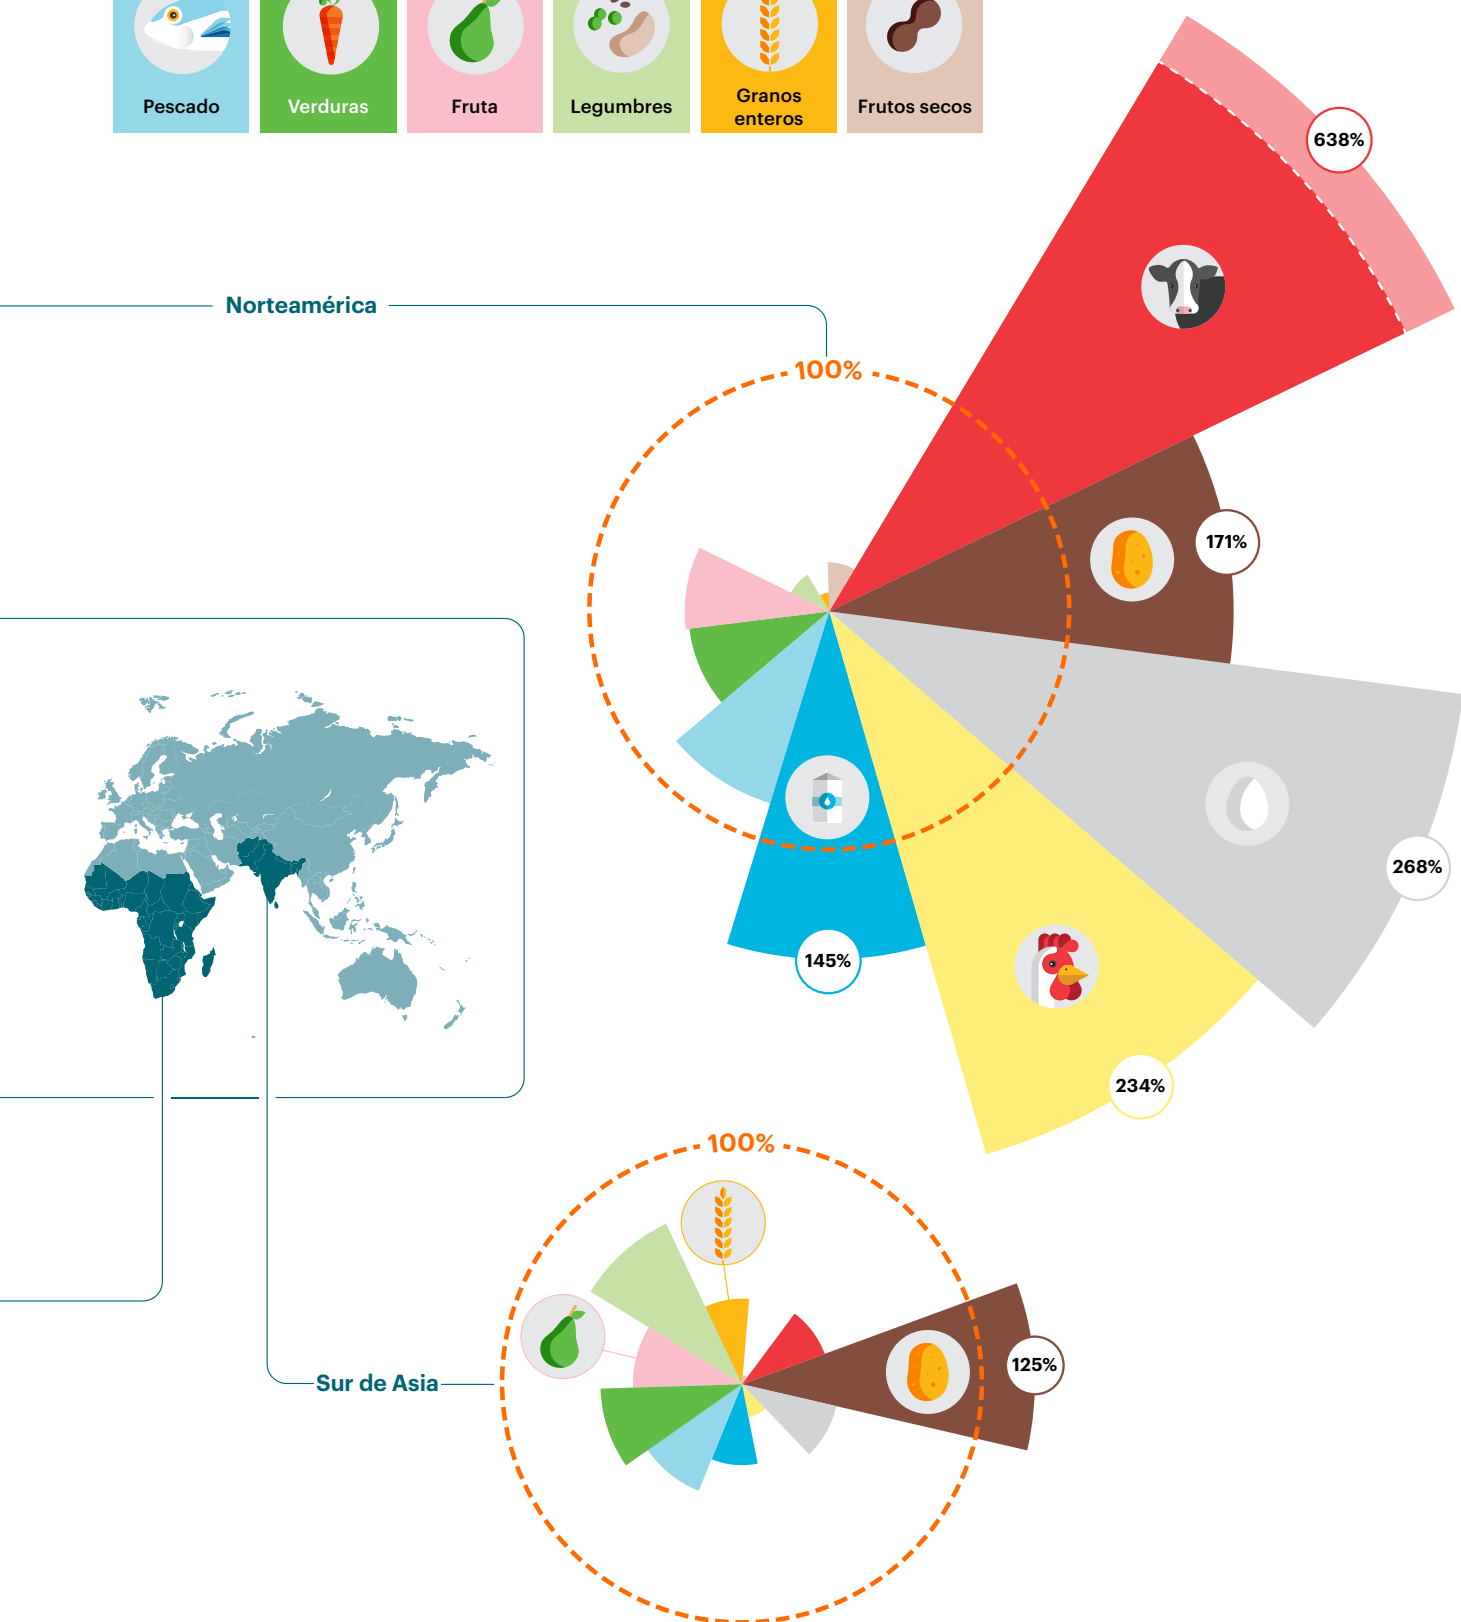 Pescado
Verduras
Fruta
Legumbres
Granos
enteros
Frutos secos
638%
Norteamérica
100%
171%
268%
145%
234%
100%
125%
Sur de Asia